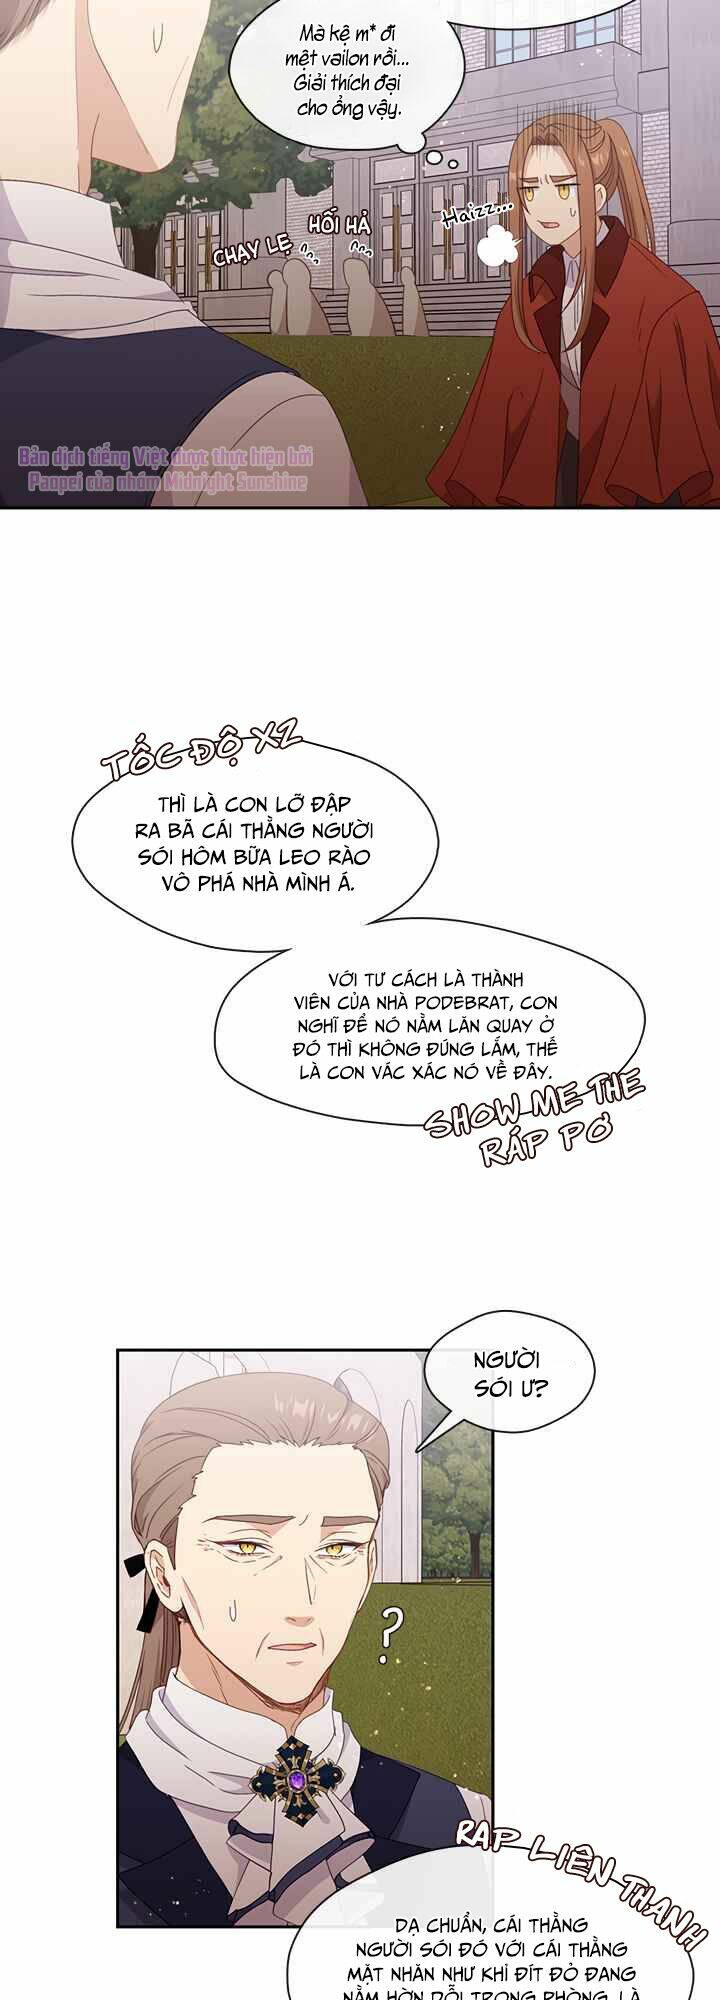 Mà kệ m* đi
mệt vailon rồi...
Giải thích đại
cho ổng vậy.
Haizz...
HỐI HẢ
CHẠY LẸ
Bản dịch tiếng Việt được thực hiện bởi
Paopei của nhóm Midnight Sunshine
TỐC ĐỘ X2
THÌ LÀ CON LỠ ĐẬP
RA BÃ CÁI THẰNG NGƯỜI
SÓI HÔM BỮA LEO RÀO
VÔ PHÁ NHÀ MÌNH Á.
VỚI TƯ CÁCH LÀ THÀNH
VIÊN CỦA NHÀ PODEBRAT, CON
NGHĨ ĐỂ NÓ NẰM LĂN QUAY Ở
ĐÓ THÌ KHÔNG ĐÚNG LẮM, THẾ
LÀ CON VÁC XÁC NÓ VỀ ĐÂY.
SHOW ME THE
RÁP PƠ
NGƯỜI
SÓI Ư?
?
RAP LIÊN THANH
DẠ CHUẨN, CÁI THẰNG
NGƯỜI SÓI ĐÓ VỚI CÁI THẰNG
MẶT NHĂN NHƯ KHỈ ĐÍT ĐỎ ĐANG
NẰM HỜN DỖI TRONG PHÒNG, LÀ